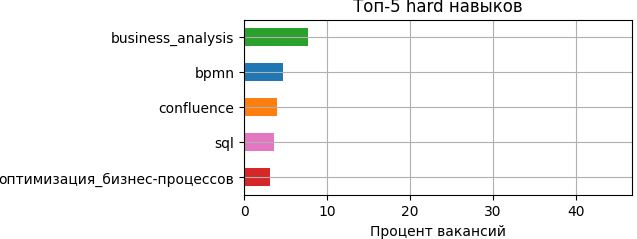 Топ-5 hard навыков
business_analysis
bpmn
confluence
sql
оптимизация_бизнес-процессов
0 10 20 30 40
Процент вакансий